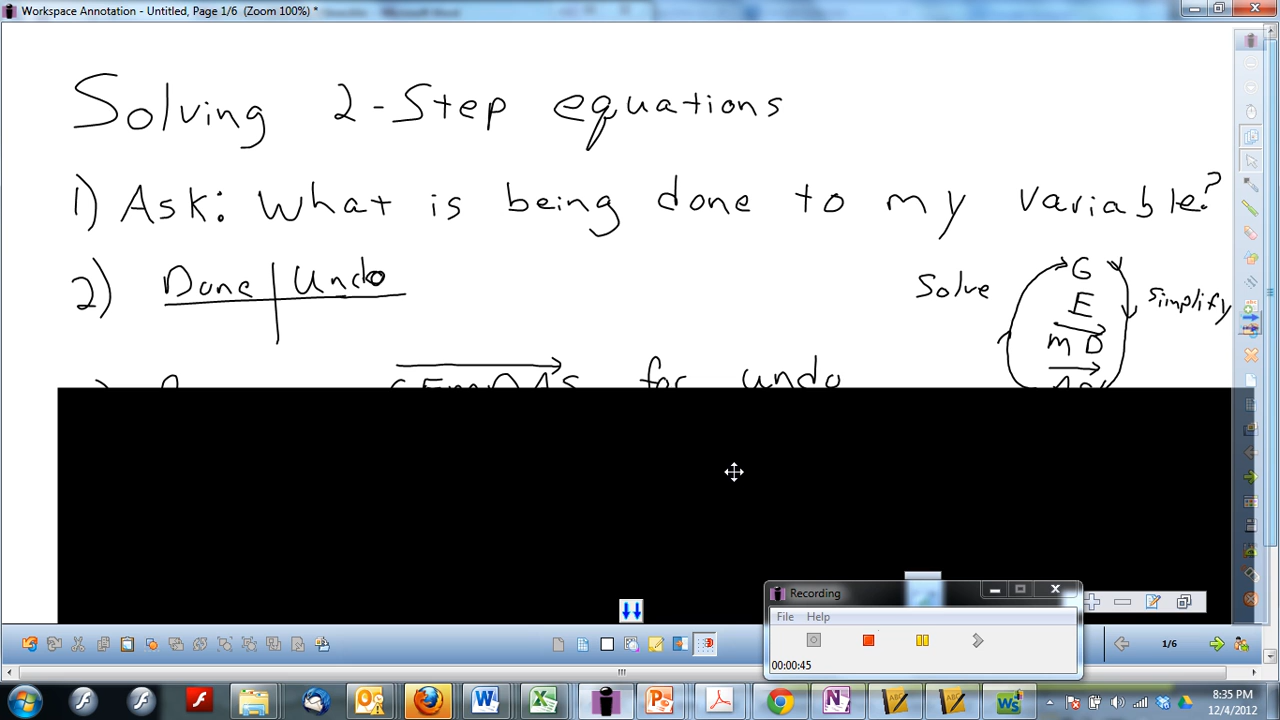 Workspace Annotation - Untitled, Page 1/6 (Zoom 100%) *
Solving 2-Step equations
1) Ask: What is being done to my variable?
2) Done | Undo
Solve G simplify
E
m D
GEmDAS for undo
Recording
File Help
00:00:45
1/6
8:35 PM
12/4/2012